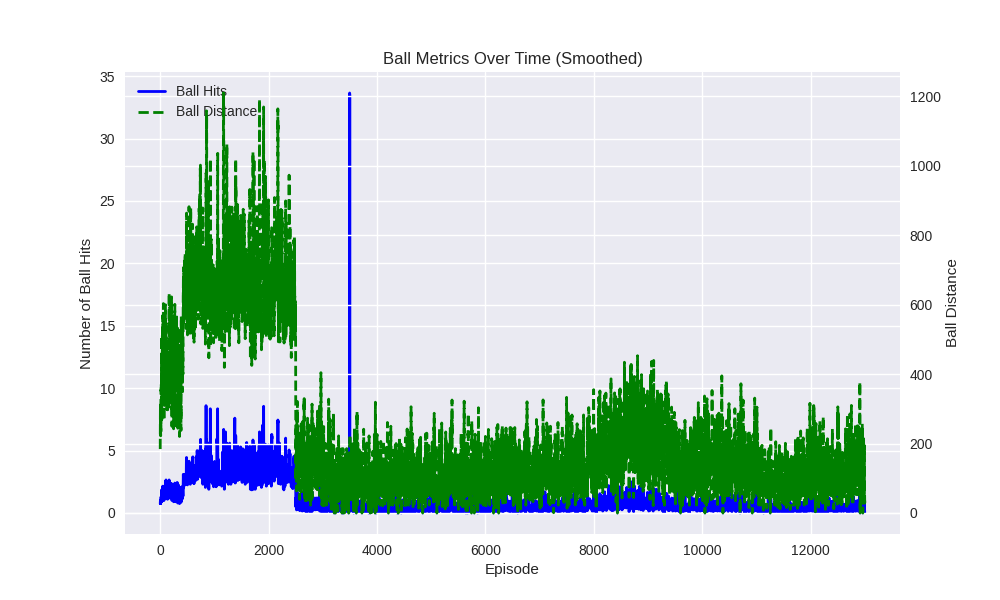 Ball Metrics Over Time (Smoothed)
Ball Hits
Ball Distance
Number of Ball Hits
35
30
25
20
15
10
5
0
1200
1000
800
600
400
200
0
Ball Distance
0 2000 4000 6000 8000 10000 12000
Episode